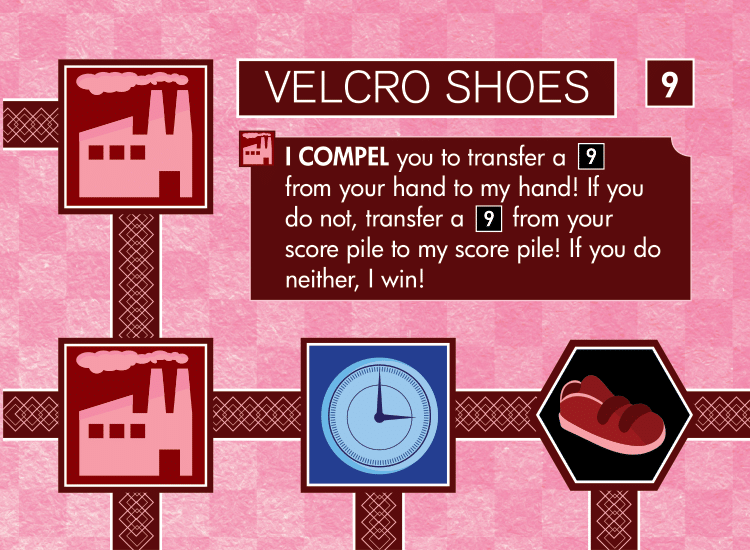 VELCRO SHOES 9
I COMPEL you to transfer a 9
from your hand to my hand! If you
do not, transfer a 9 from your
score pile to my score pile! If you do
neither, I win!